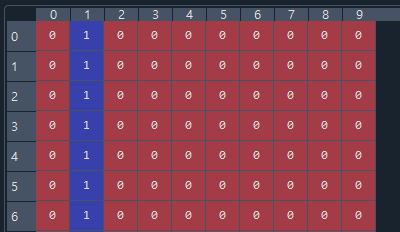 0 1 2 3 4 5 6 7 8 9
0 0 1 0 0 0 0 0 0 0 0
1 0 1 0 0 0 0 0 0 0 0
2 0 1 0 0 0 0 0 0 0 0
3 0 1 0 0 0 0 0 0 0 0
4 0 1 0 0 0 0 0 0 0 0
5 0 1 0 0 0 0 0 0 0 0
6 0 1 0 0 0 0 0 0 0 0